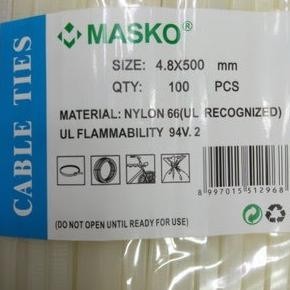 MASKO®
SIZE: 4.8X500 mm
QTY: 100 PCS
MATERIAL: NYLON 66(UL RECOGNIZED)
UL FLAMMABILITY 94V. 2
CABLE TIES
8 997015 512968
(DO NOT OPEN UNTIL READY FOR USE)